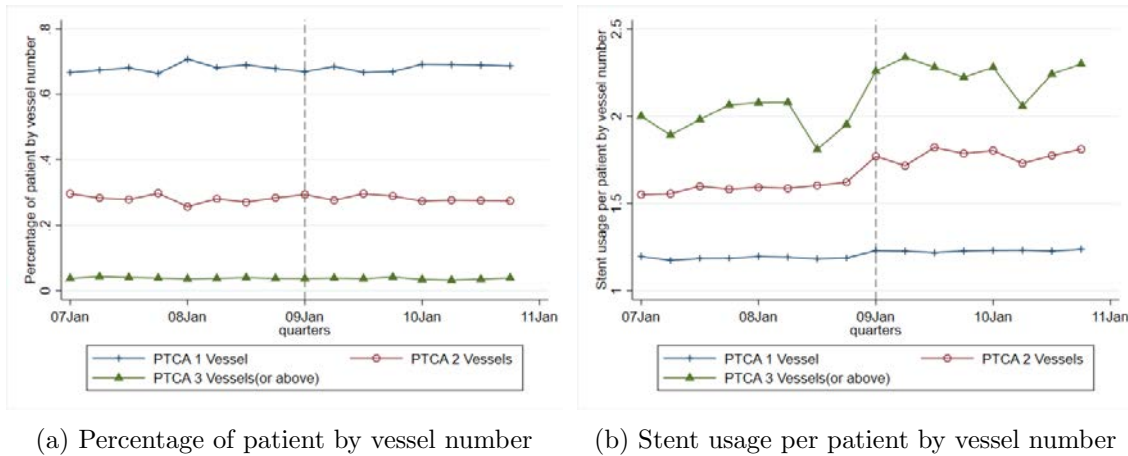 Percentage of patient by vessel number
.8
.6
.4
.2
0
07Jan 08Jan 09Jan 10Jan 11Jan
quarters
PTCA 1 Vessel PTCA 2 Vessels
PTCA 3 Vessels(or above)
(a) Percentage of patient by vessel number
Stent usage per patient by vessel number
2.5
2
1.5
1
07Jan 08Jan 09Jan 10Jan 11Jan
quarters
PTCA 1 Vessel PTCA 2 Vessels
PTCA 3 Vessels(or above)
(b) Stent usage per patient by vessel number